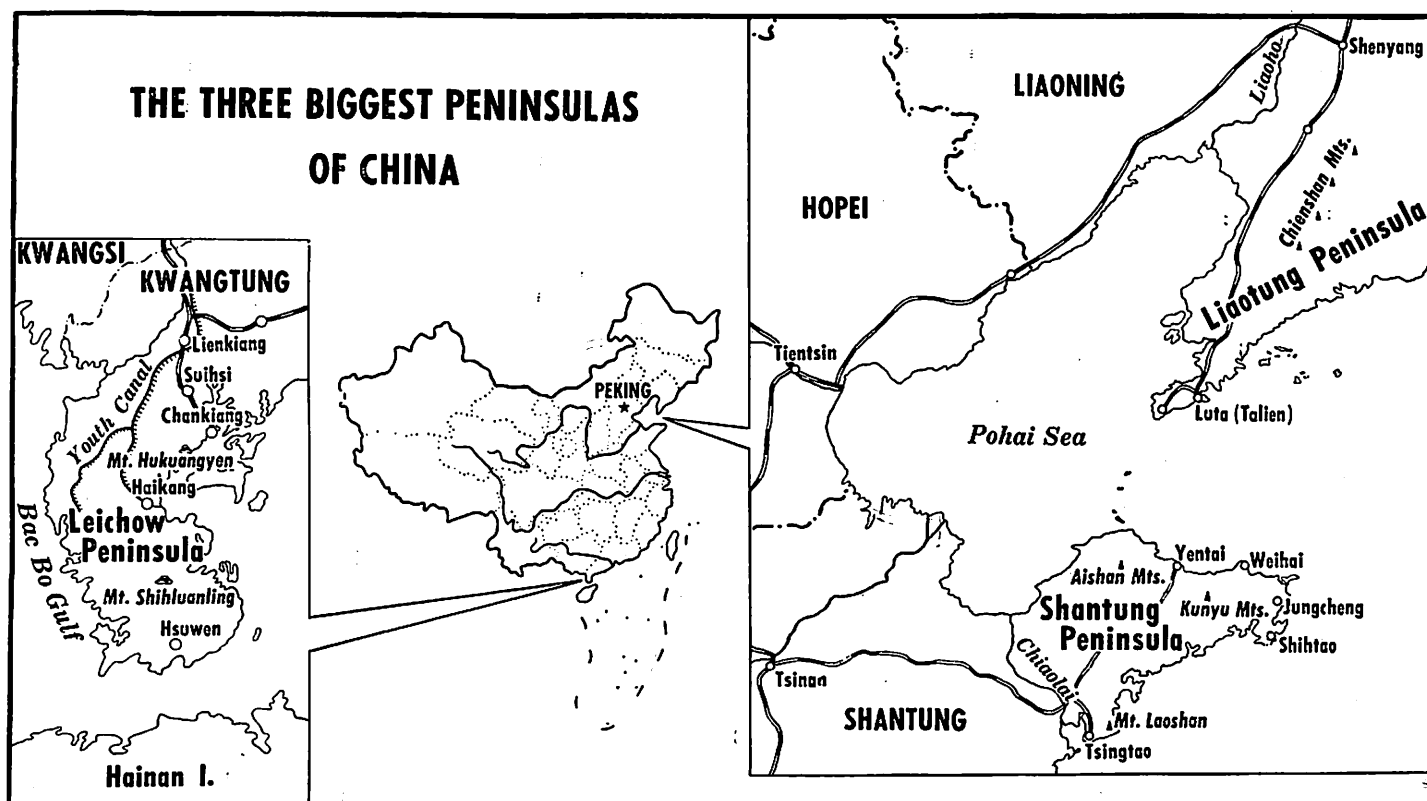 THE THREE BIGGEST PENINSULAS
OF CHINA
KWANGSI
KWANGTUNG
Lienkiang
Suihsi
Youth Canal
Chankiang
Mt. Hukuangyen
Haikang
Leichow
Peninsula
Bac Bo Gulf
Mt. Shihluanling
Hsuwen
Hainan I.
PEKING
Shenyang
Liaoho
LIAONING
Chienshan Mts.
HOPEI
Liaotung Peninsula
Tientsin
Luta (Talien)
Pohai Sea
Yentai
Weihai
Aishan Mts.
Kunyu Mts.
Jungcheng
Shantung
Peninsula
Shihtao
Chiaolai
Tsinan
SHANTUNG
Mt. Laoshan
Tsingtao